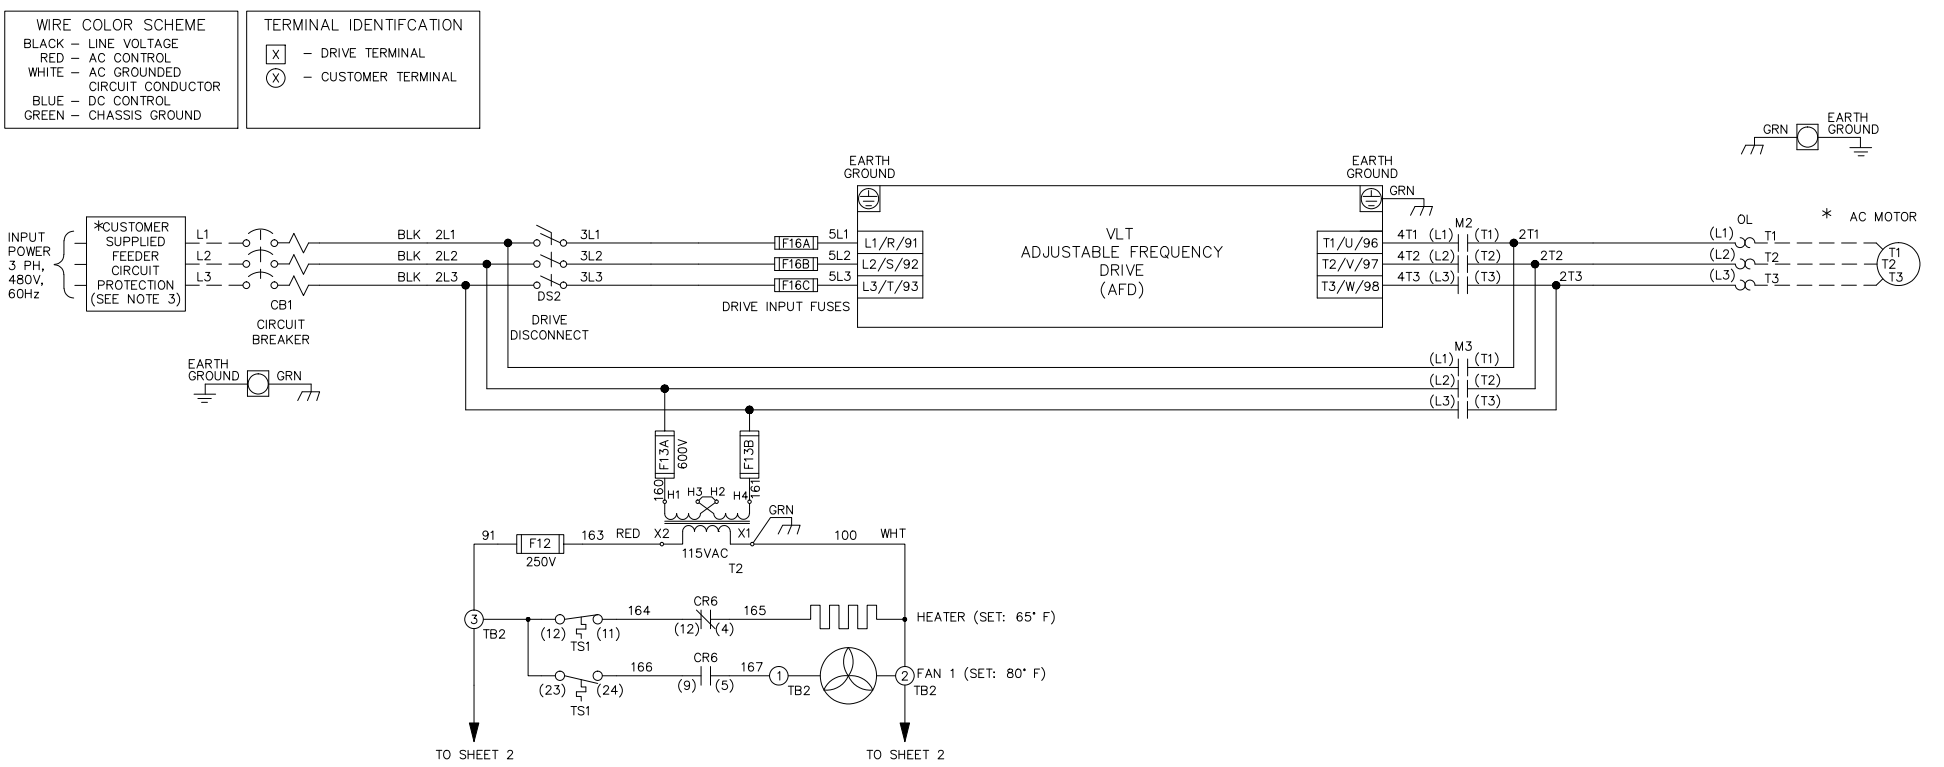 WIRE COLOR SCHEME
BLACK – LINE VOLTAGE
RED – AC CONTROL
WHITE – AC GROUNDED
CIRCUIT CONDUCTOR
BLUE – DC CONTROL
GREEN – CHASSIS GROUND
TERMINAL IDENTIFCATION
X – DRIVE TERMINAL
X – CUSTOMER TERMINAL
GRN
EARTH
GROUND
INPUT
POWER
3 PH,
480V,
60Hz
*CUSTOMER
SUPPLIED
FEEDER
CIRCUIT
PROTECTION
(SEE NOTE 3)
L1
L2
L3
CB1
CIRCUIT
BREAKER
BLK 2L1
BLK 2L2
BLK 2L3
DS2
DRIVE
DISCONNECT
3L1
3L2
3L3
F16A
F16B
F16C
DRIVE INPUT FUSES
5L1
5L2
5L3
EARTH
GROUND
L1/R/91
L2/S/92
L3/T/93
VLT
ADJUSTABLE FREQUENCY
DRIVE
(AFD)
EARTH
GROUND
GRN
T1/U/96
T2/V/97
T3/W/98
M2
4T1 (L1) (T1) 2T1
4T2 (L2) (T2) 2T2
4T3 (L3) (T3) 2T3
OL
(L1) T1
(L2) T2
(L3) T3
* AC MOTOR
T1
T2
T3
M3
(L1) (T1)
(L2) (T2)
(L3) (T3)
EARTH
GROUND GRN
F13A
600V
F13B
160
161
H1 H3 H2 H4
GRN
91 F12 163 RED X2 X1 100 WHT
250V
115VAC
T2
3 TB2
(12) (11)
TS1
164
CR6
(12) (4)
165
HEATER (SET: 65° F)
(23) (24)
TS1
166
CR6
(9) (5)
167
1 TB2
2 TB2
FAN 1 (SET: 80° F)
TO SHEET 2
TO SHEET 2